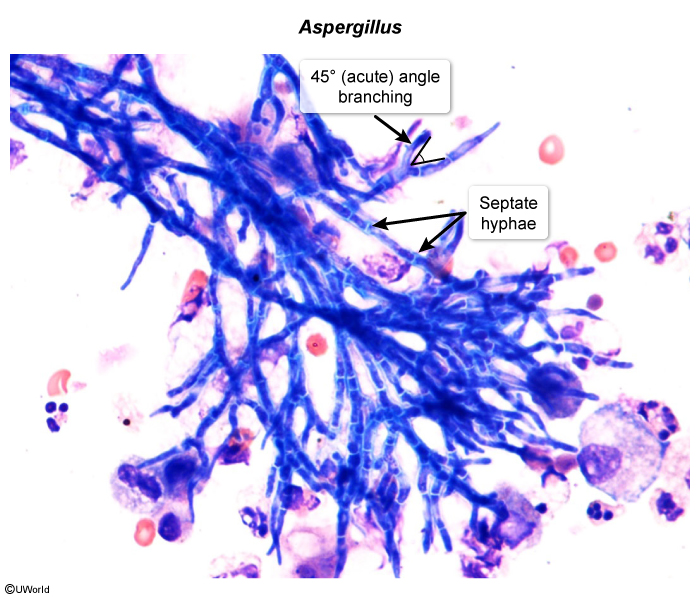 Aspergillus
45° (acute) angle
branching
Septate
hyphae
©UWorld